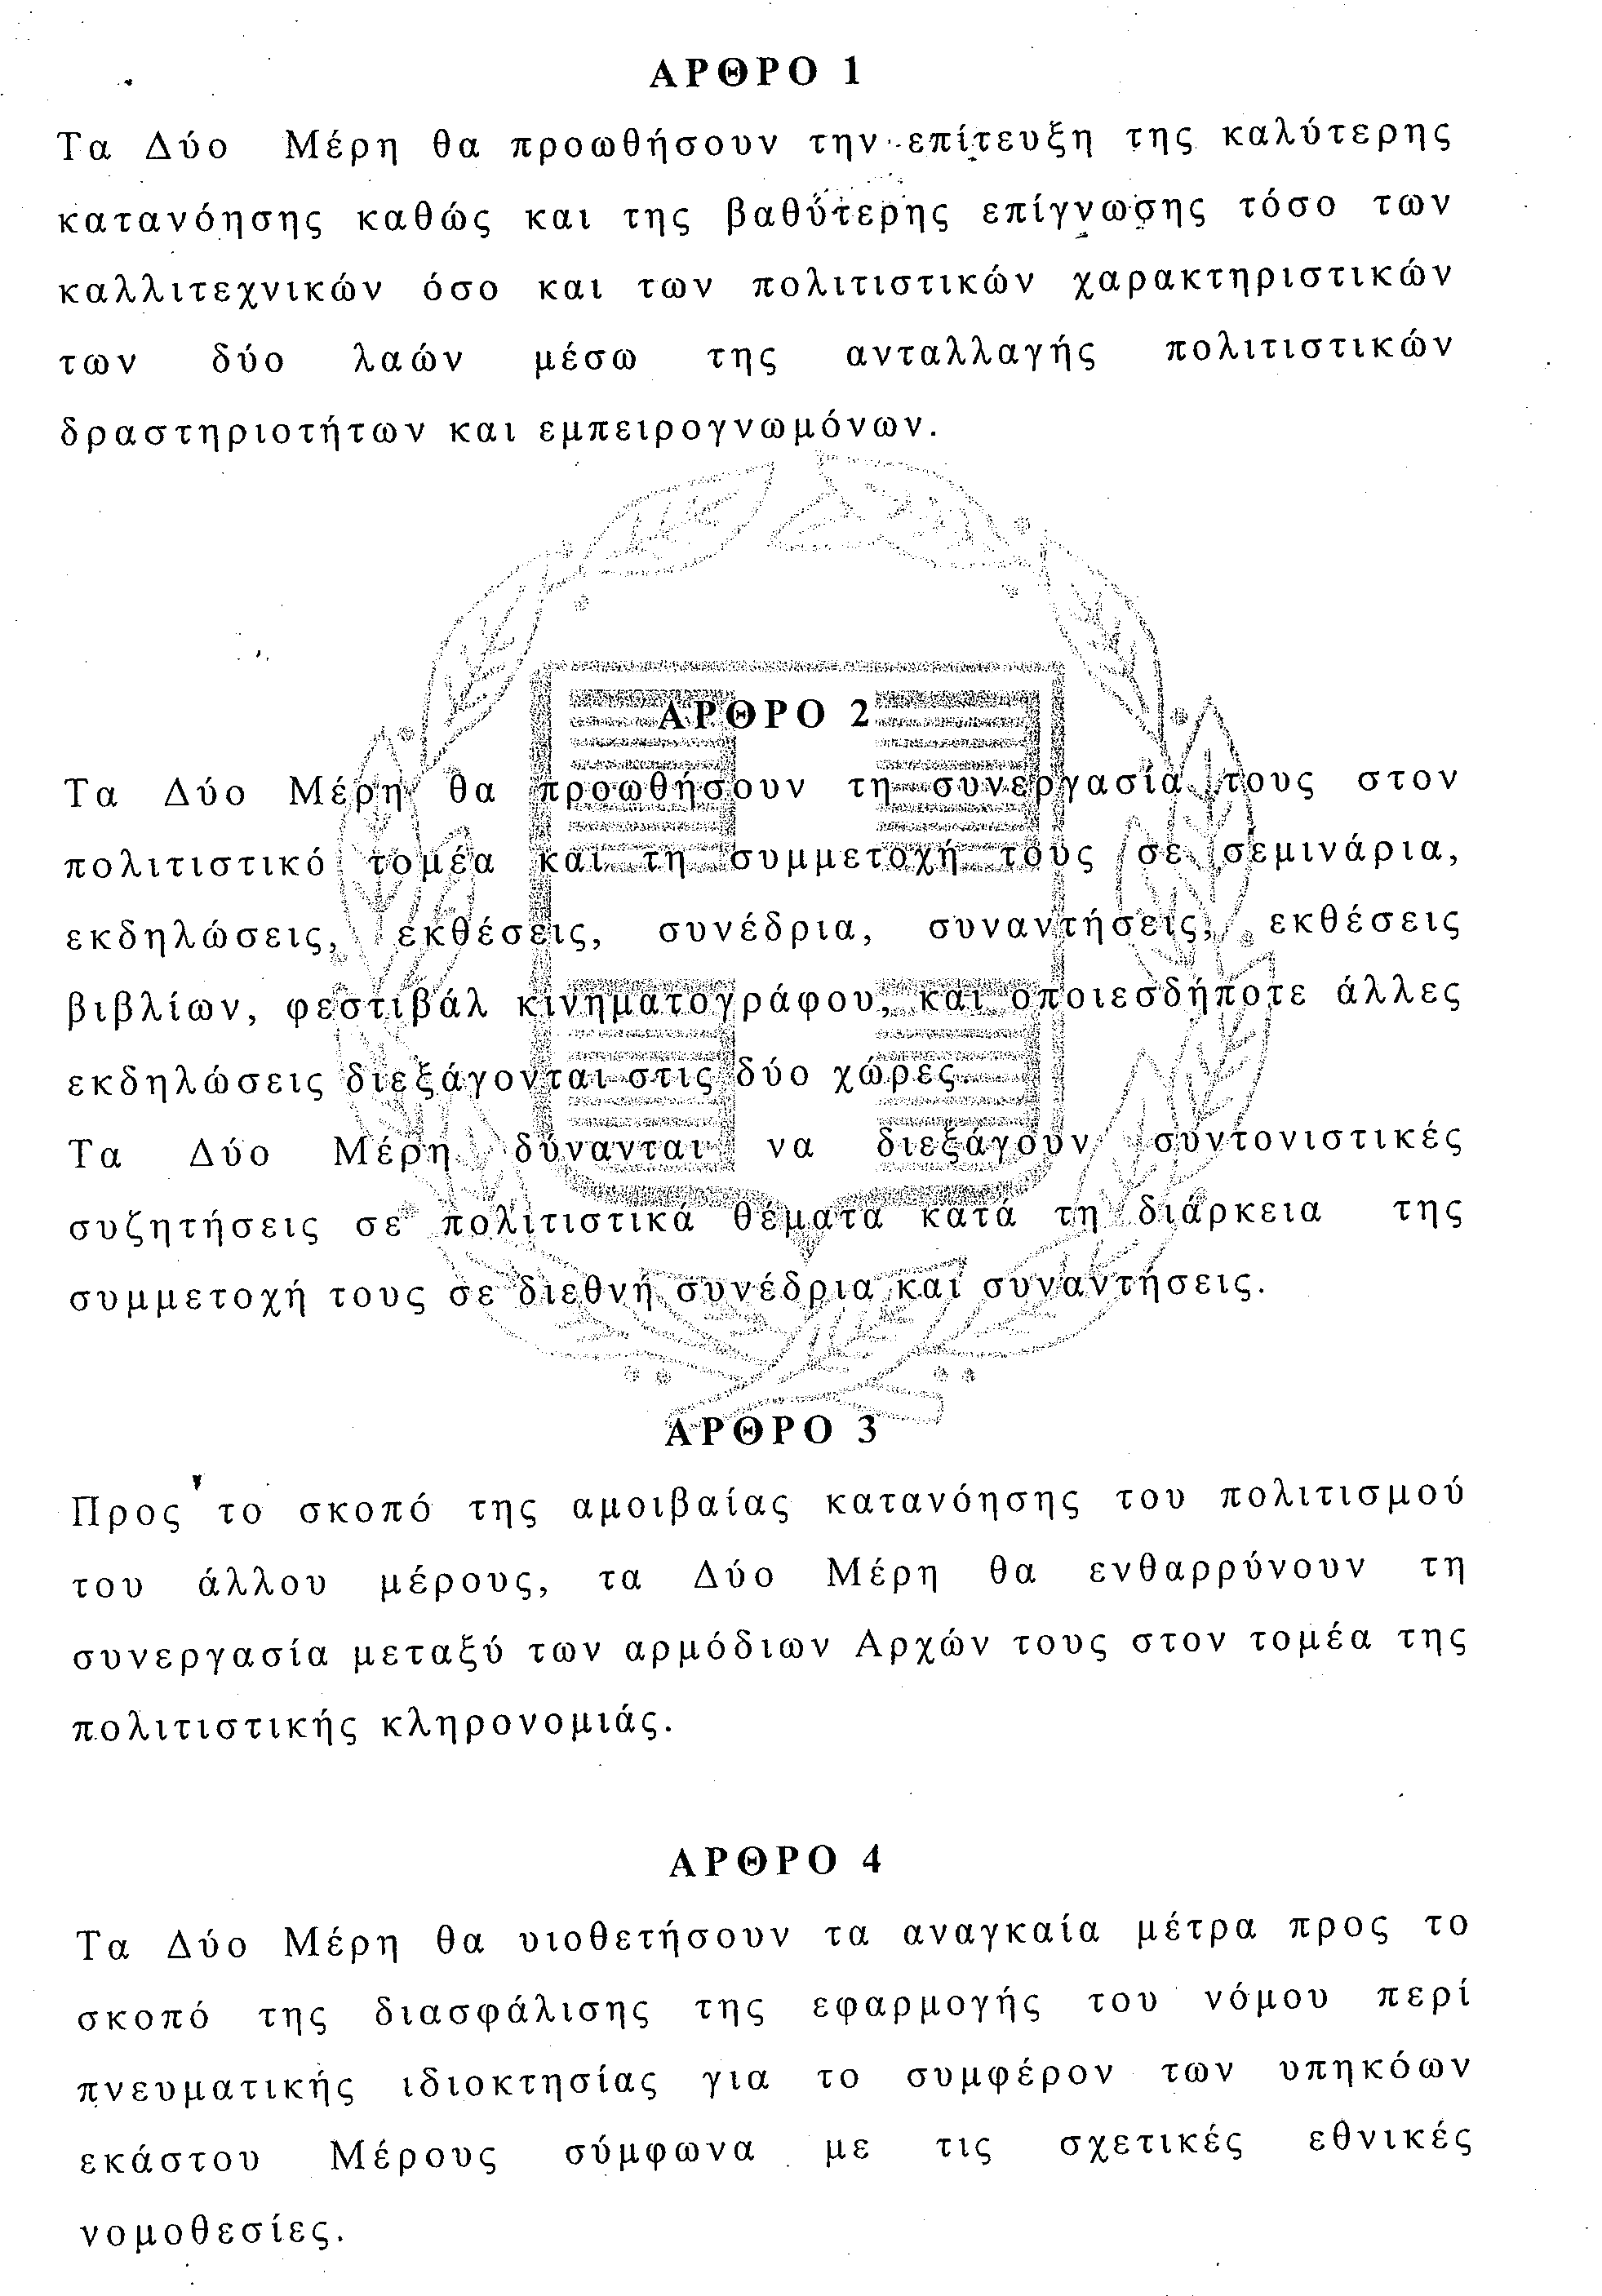 ΑΡΘΡΟ 1
Τα Δύο Μέρη θα προωθήσουν την επίτευξη της καλύτερης
κατανόησης καθώς και της βαθύτερης επίγνωσης τόσο των
καλλιτεχνικών όσο και των πολιτιστικών χαρακτηριστικών
των δύο λαών μέσω της ανταλλαγής πολιτιστικών
δραστηριοτήτων και εμπειρογνωμόνων.
ΑΡΘΡΟ 2
Τα Δύο Μέρη θα προωθήσουν τη συνεργασία τους στον
πολιτιστικό τομέα και τη συμμετοχή τους σε σεμινάρια,
εκδηλώσεις, εκθέσεις, συνέδρια, συναντήσεις, εκθέσεις
βιβλίων, φεστιβάλ κινηματογράφου, και οποιεσδήποτε άλλες
εκδηλώσεις διεξάγονται στις δύο χώρες
Τα Δύο Μέρη δύνανται να διεξάγουν συντονιστικές
συζητήσεις σε πολιτιστικά θέματα κατά τη διάρκεια της
συμμετοχή τους σε διεθνή συνέδρια και συναντήσεις.
ΑΡΘΡΟ 3
Προς το σκοπό της αμοιβαίας κατανόησης του πολιτισμού
του άλλου μέρους, τα Δύο Μέρη θα ενθαρρύνουν τη
συνεργασία μεταξύ των αρμόδιων Αρχών τους στον τομέα της
πολιτιστικής κληρονομιάς.
ΑΡΘΡΟ 4
Τα Δύο Μέρη θα υιοθετήσουν τα αναγκαία μέτρα προς το
σκοπό της διασφάλισης της εφαρμογής του νόμου περί
πνευματικής ιδιοκτησίας για το συμφέρον των υπηκόων
εκάστου Μέρους σύμφωνα με τις σχετικές εθνικές
νομοθεσίες.